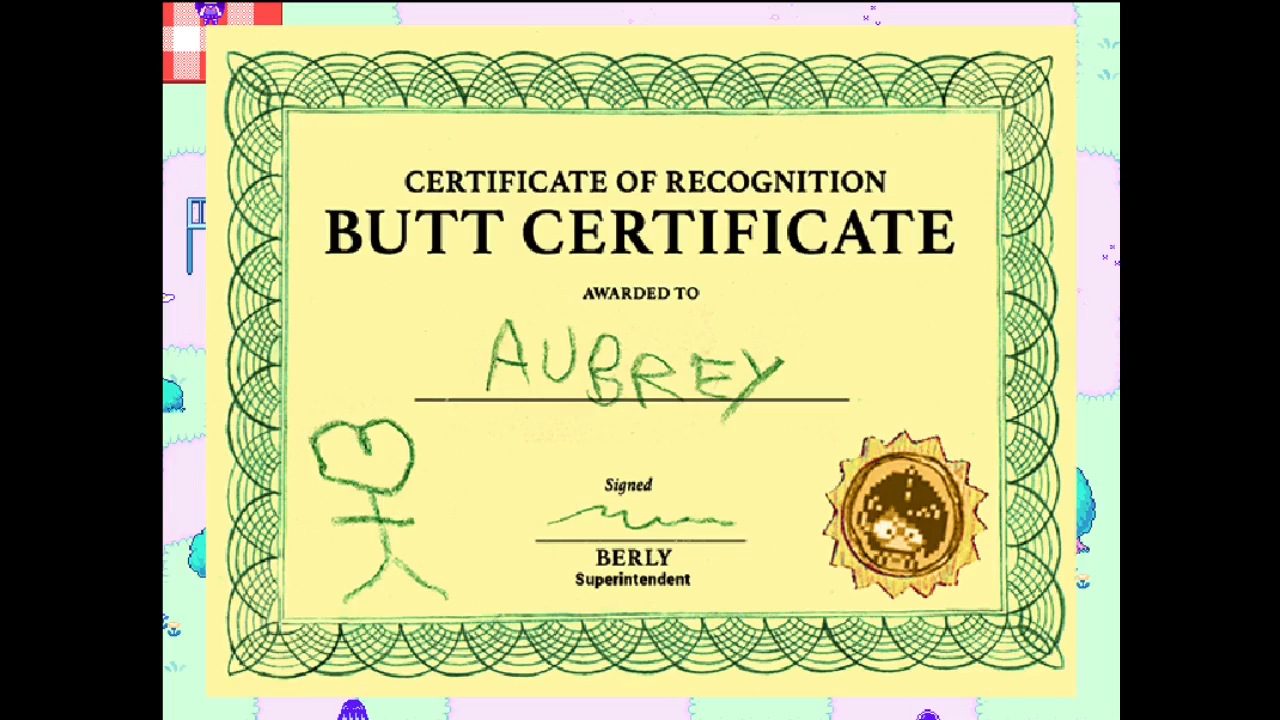 CERTIFICATE OF RECOGNITION
BUTT CERTIFICATE
AWARDED TO
AUBREY
Signed
BERLY
Superintendent